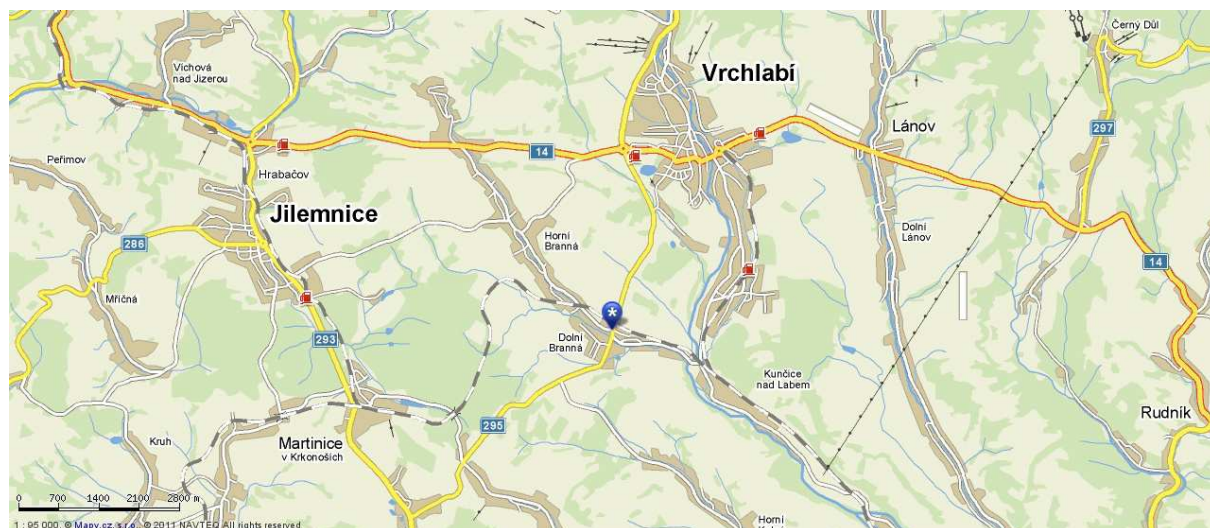 Černý Důl
Víchová
nad Jizerou
Vrchlabí
Lánov
297
14
Peřimov
Hrabačov
Jilemnice
286
Horní
Branná
Dolní
Lánov
14
Mříčná
293
Dolní
Branná
Kunčice
nad Labem
Rudník
295
Kruh
Martinice
v Krkonoších
Horní
0 700 1400 2100 2800 m
1 : 95 000, © Mapy.cz, s.r.o., © 2011 NAVTEQ All rights reserved